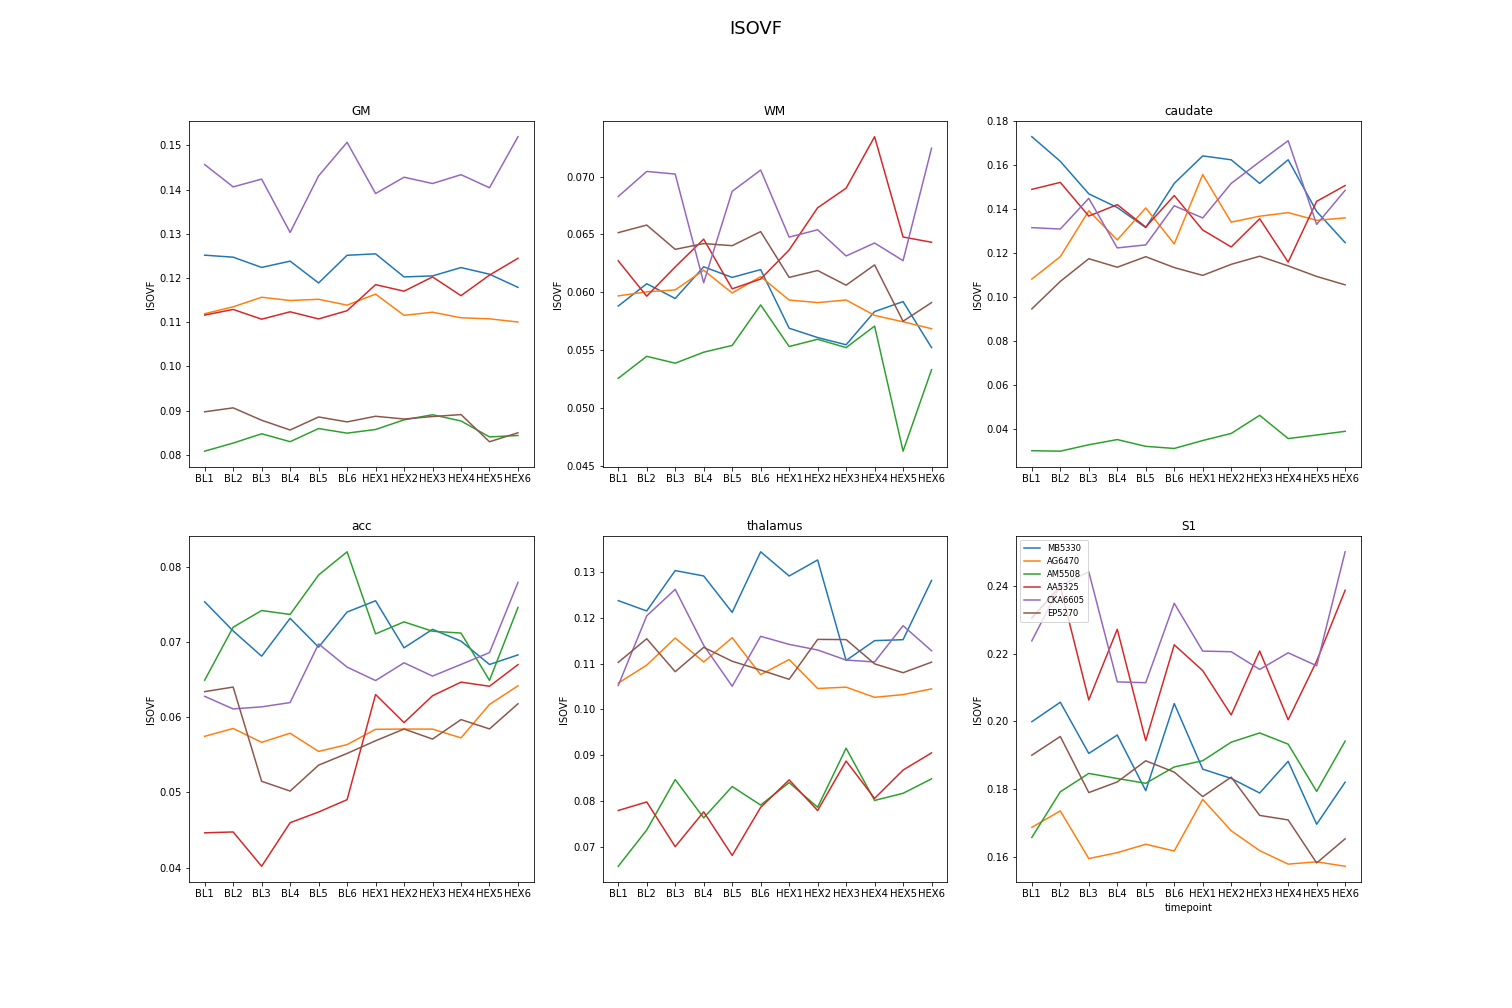 ISOVF
GM
WM
caudate
0.15
0.14
0.13
0.12
0.11
0.10
0.09
0.08
ISOVF
BL1 BL2 BL3 BL4 BL5 BL6 HEX1 HEX2 HEX3 HEX4 HEX5 HEX6
0.070
0.065
0.060
0.055
0.050
0.045
ISOVF
BL1 BL2 BL3 BL4 BL5 BL6 HEX1 HEX2 HEX3 HEX4 HEX5 HEX6
0.18
0.16
0.14
0.12
0.10
0.08
0.06
0.04
ISOVF
BL1 BL2 BL3 BL4 BL5 BL6 HEX1 HEX2 HEX3 HEX4 HEX5 HEX6
acc
thalamus
S1
0.08
0.07
0.06
0.05
0.04
ISOVF
BL1 BL2 BL3 BL4 BL5 BL6 HEX1 HEX2 HEX3 HEX4 HEX5 HEX6
0.13
0.12
0.11
0.10
0.09
0.08
0.07
ISOVF
BL1 BL2 BL3 BL4 BL5 BL6 HEX1 HEX2 HEX3 HEX4 HEX5 HEX6
MB5330
AG6470
AM5508
AA5325
CKA6605
EP5270
0.24
0.22
0.20
0.18
0.16
ISOVF
BL1 BL2 BL3 BL4 BL5 BL6 HEX1 HEX2 HEX3 HEX4 HEX5 HEX6
timepoint